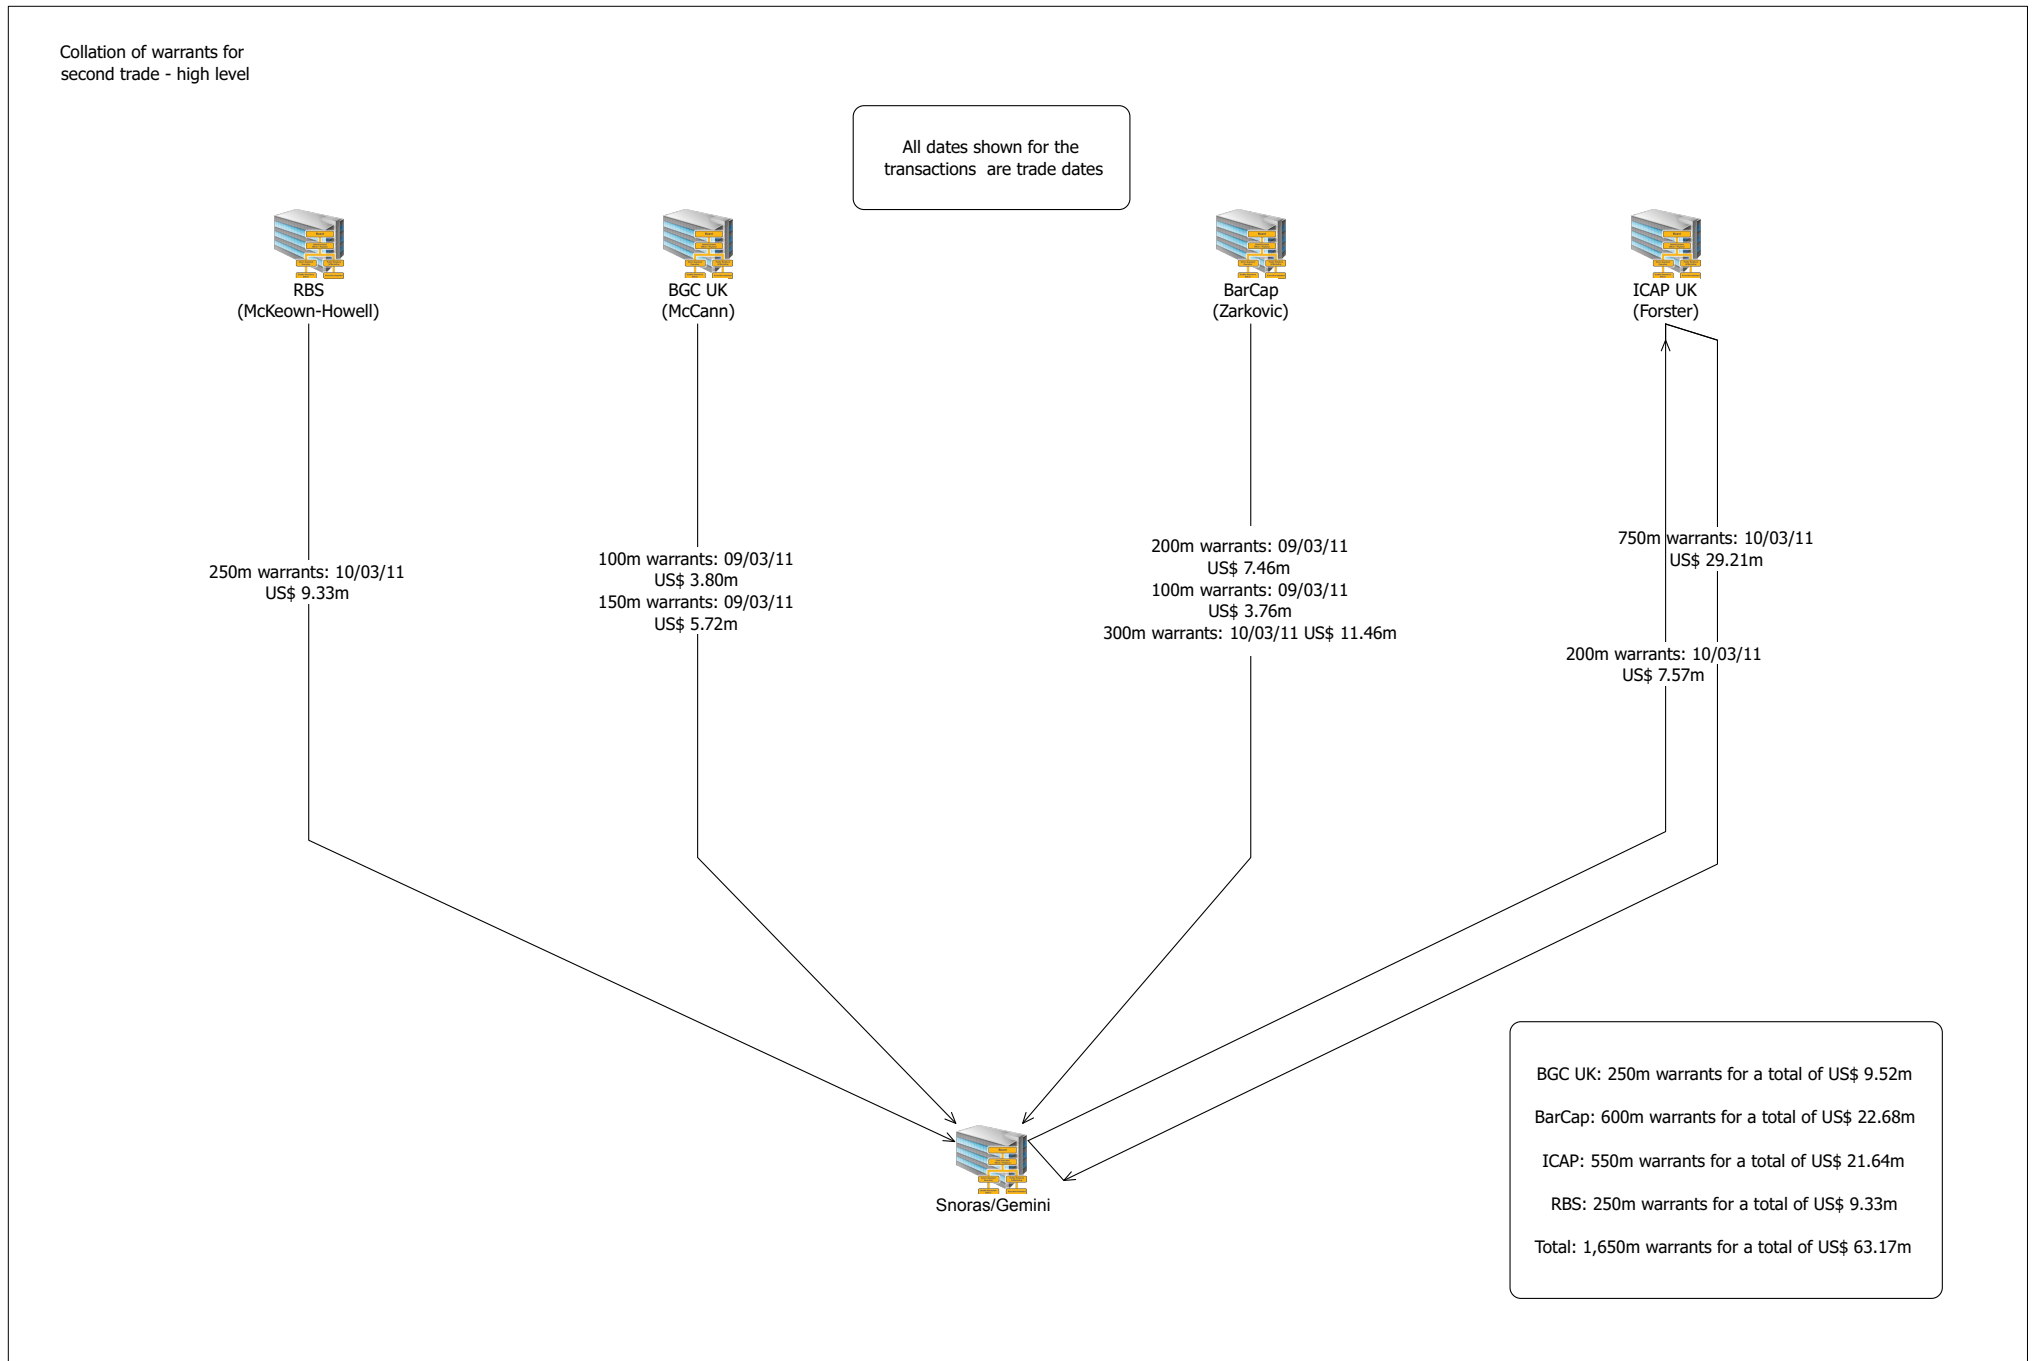 Collation of warrants for
second trade - high level
All dates shown for the
transactions  are trade dates
RBS
(McKeown-Howell)
BGC UK
(McCann)
BarCap
(Zarkovic)
ICAP UK
(Forster)
250m warrants: 10/03/11
US$ 9.33m
100m warrants: 09/03/11
US$ 3.80m
150m warrants: 09/03/11
US$ 5.72m
200m warrants: 09/03/11
US$ 7.46m
100m warrants: 09/03/11
US$ 3.76m
300m warrants: 10/03/11 US$ 11.46m
750m warrants: 10/03/11
US$ 29.21m
200m warrants: 10/03/11
US$ 7.57m
Snoras/Gemini
BGC UK: 250m warrants for a total of US$ 9.52m
BarCap: 600m warrants for a total of US$ 22.68m
ICAP: 550m warrants for a total of US$ 21.64m
RBS: 250m warrants for a total of US$ 9.33m
Total: 1,650m warrants for a total of US$ 63.17m